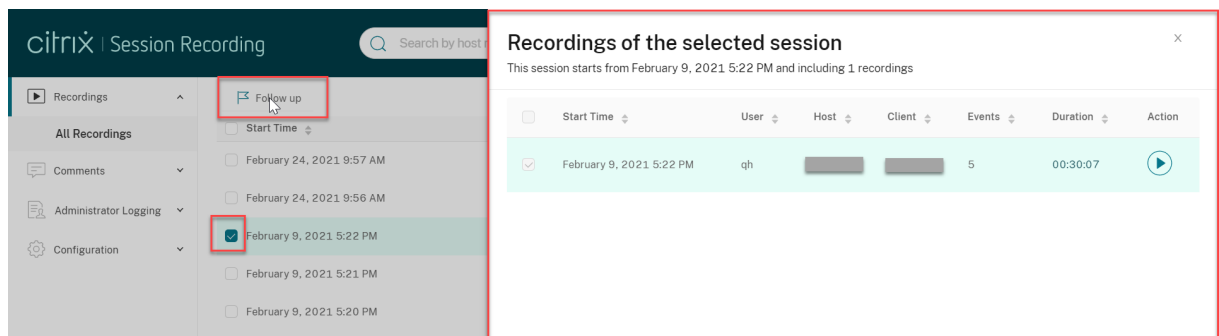 citrix | Session Recording
Search by host
Recordings
All Recordings
Comments
Administrator Logging
Configuration
Follow up
Start Time
February 24, 2021 9:57 AM
February 24, 2021 9:56 AM
February 9, 2021 5:22 PM
February 9, 2021 5:21 PM
February 9, 2021 5:20 PM
Recordings of the selected session
This session starts from February 9, 2021 5:22 PM and including 1 recordings
Start Time User Host Client Events Duration Action
February 9, 2021 5:22 PM qh 5 00:30:07